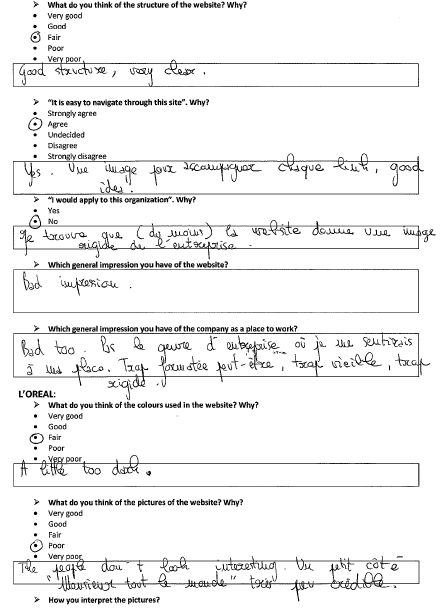 ➤ What do you think of the structure of the website? Why?
• Very good
• Good
• Fair
• Poor
• Very poor
Good structure, very clear.
➤ "It is easy to navigate through this site". Why?
• Strongly agree
• Agree
• Undecided
• Disagree
• Strongly disagree
Yes. Une image pour accompagner chaque link, good
idea.
➤ "I would apply to this organization". Why?
• Yes
• No
Je trouve que (du moins) le website donne une image
rigide de l'entreprise.
➤ Which general impression you have of the website?
Bad impression.
➤ Which general impression you have of the company as a place to work?
Bad too. Pas le genre d'entreprise où je me sentirais
à ma place. Trop formatée peut-être, trop vieille, trop
rigide.
L'OREAL:
➤ What do you think of the colours used in the website? Why?
• Very good
• Good
• Fair
• Poor
• Very poor
A little too dark.
➤ What do you think of the pictures of the website? Why?
• Very good
• Good
• Fair
• Poor
• Very poor
The people don't look interesting. Un petit côté
"Monsieur tout le monde" très peu crédible.
➤ How you interpret the pictures?